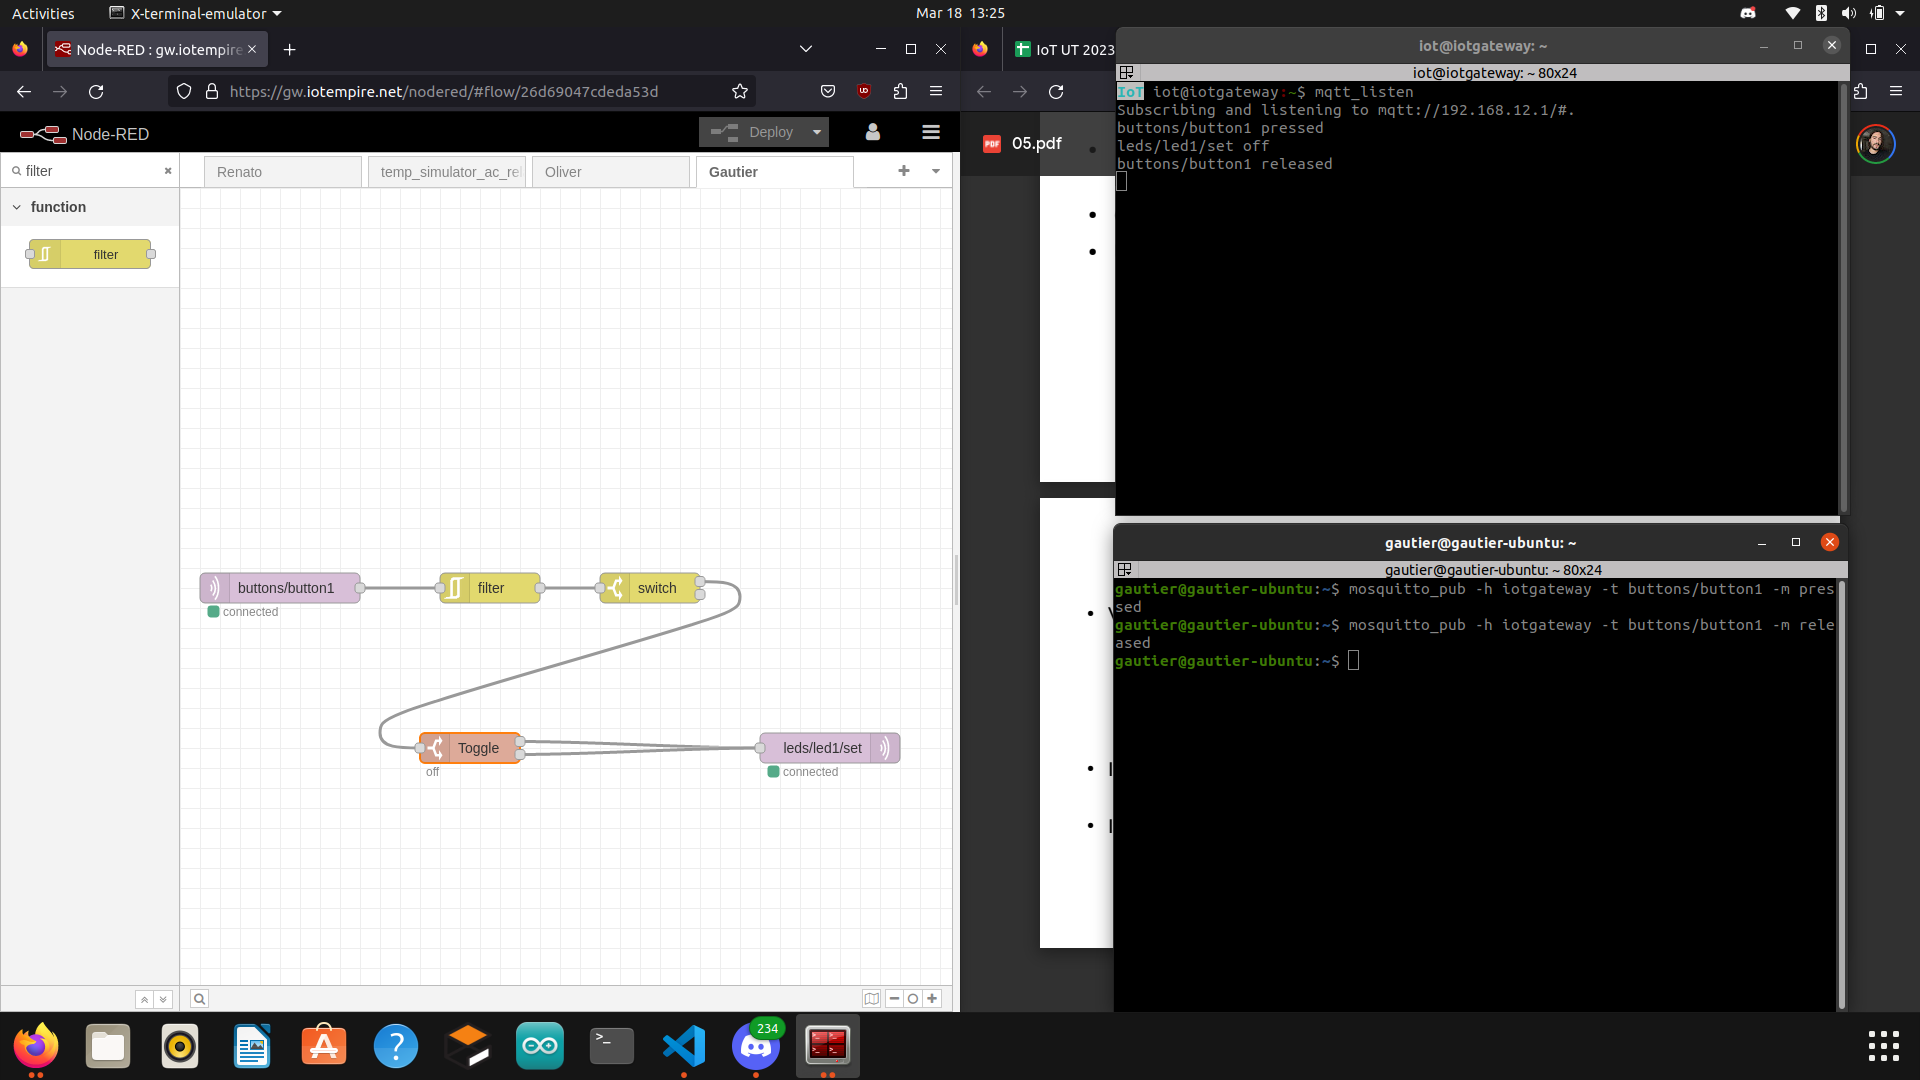 Activities
X-terminal-emulator
Mar 18 13:25
Node-RED : gw.iotempire
https://gw.iotempire.net/nodered/#flow/26d69047cdeda53d
Node-RED
Deploy
filter
Renato
temp_simulator_ac_re
Oliver
Gautier
function
filter
buttons/button1
connected
filter
switch
Toggle
off
leds/led1/set
connected
IoT UT 2023
PDF
05.pdf
iot@iotgateway: ~
iot@iotgateway: ~ 80x24
IoT iot@iotgateway:~$ mqtt_listen
Subscribing and listening to mqtt://192.168.12.1/#.
buttons/button1 pressed
leds/led1/set off
buttons/button1 released
gautier@gautier-ubuntu: ~
gautier@gautier-ubuntu: ~ 80x24
gautier@gautier-ubuntu:~$ mosquitto_pub -h iotgateway -t buttons/button1 -m pres
sed
gautier@gautier-ubuntu:~$ mosquitto_pub -h iotgateway -t buttons/button1 -m rele
ased
gautier@gautier-ubuntu:~$
234